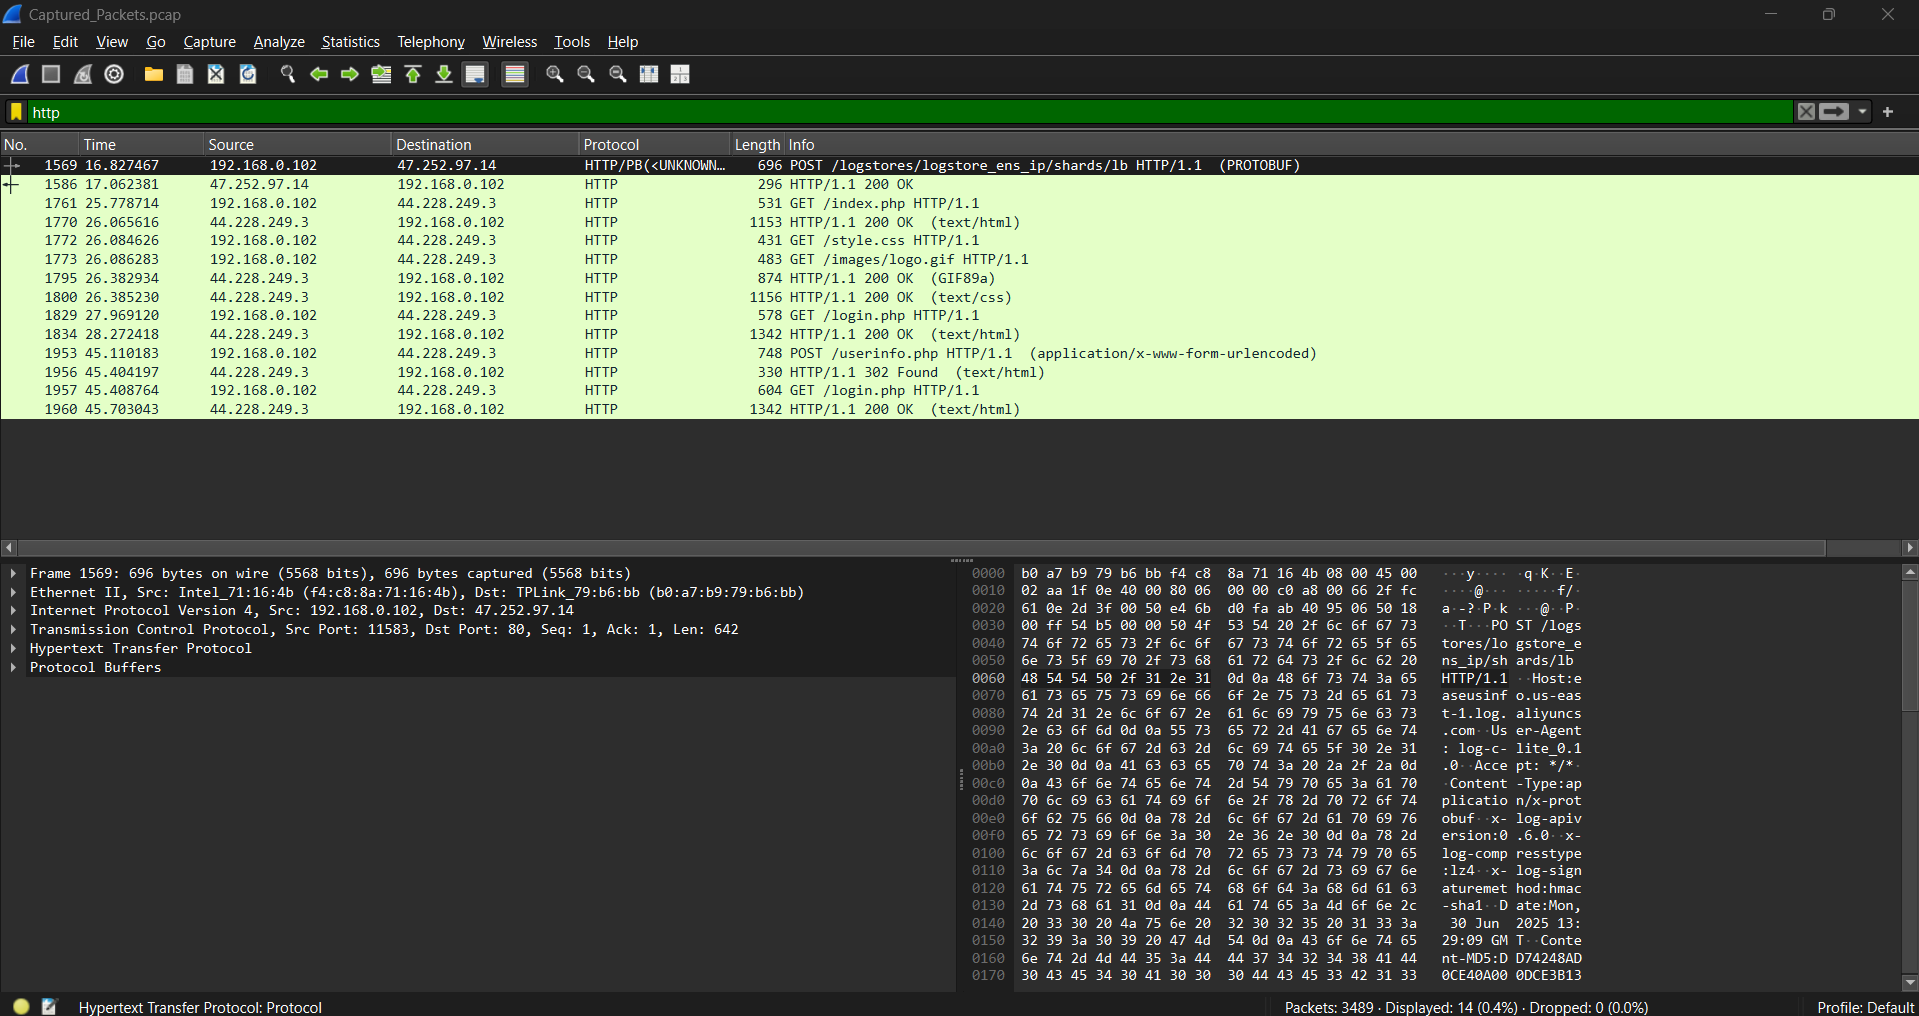 Captured_Packets.pcap
File Edit View Go Capture Analyze Statistics Telephony Wireless Tools Help
http
No. Time Source Destination Protocol Length Info
1569 16.827467 192.168.0.102 47.252.97.14 HTTP/PB(<UNKNOWN… 696 POST /logstores/logstore_ens_ip/shards/lb HTTP/1.1 (PROTOBUF)
1586 17.062381 47.252.97.14 192.168.0.102 HTTP 296 HTTP/1.1 200 OK
1761 25.778714 192.168.0.102 44.228.249.3 HTTP 531 GET /index.php HTTP/1.1
1770 26.065616 44.228.249.3 192.168.0.102 HTTP 1153 HTTP/1.1 200 OK (text/html)
1772 26.084626 192.168.0.102 44.228.249.3 HTTP 431 GET /style.css HTTP/1.1
1773 26.086283 192.168.0.102 44.228.249.3 HTTP 483 GET /images/logo.gif HTTP/1.1
1795 26.382934 44.228.249.3 192.168.0.102 HTTP 874 HTTP/1.1 200 OK (GIF89a)
1800 26.385230 44.228.249.3 192.168.0.102 HTTP 1156 HTTP/1.1 200 OK (text/css)
1829 27.969120 192.168.0.102 44.228.249.3 HTTP 578 GET /login.php HTTP/1.1
1834 28.272418 44.228.249.3 192.168.0.102 HTTP 1342 HTTP/1.1 200 OK (text/html)
1953 45.110183 192.168.0.102 44.228.249.3 HTTP 748 POST /userinfo.php HTTP/1.1 (application/x-www-form-urlencoded)
1956 45.404197 44.228.249.3 192.168.0.102 HTTP 330 HTTP/1.1 302 Found (text/html)
1957 45.408764 192.168.0.102 44.228.249.3 HTTP 604 GET /login.php HTTP/1.1
1960 45.703043 44.228.249.3 192.168.0.102 HTTP 1342 HTTP/1.1 200 OK (text/html)
Frame 1569: 696 bytes on wire (5568 bits), 696 bytes captured (5568 bits)
Ethernet II, Src: Intel_71:16:4b (f4:c8:8a:71:16:4b), Dst: TPLink_79:b6:bb (b0:a7:b9:79:b6:bb)
Internet Protocol Version 4, Src: 192.168.0.102, Dst: 47.252.97.14
Transmission Control Protocol, Src Port: 11583, Dst Port: 80, Seq: 1, Ack: 1, Len: 642
Hypertext Transfer Protocol
Protocol Buffers
0000 b0 a7 b9 79 b6 bb f4 c8 8a 71 16 4b 08 00 45 00 ···y···· ·q·K··E·
0010 02 aa 1f 0e 40 00 80 06 00 00 c0 a8 00 66 2f fc ····@··· ·····f/·
0020 61 0e 2d 3f 00 50 e4 6b d0 fa ab 40 95 06 50 18 a·-?·P·k ···@··P·
0030 00 ff 54 b5 00 00 50 4f 53 54 20 2f 6c 6f 67 73 ··T···PO ST /logs
0040 74 6f 72 65 73 2f 6c 6f 67 73 74 6f 72 65 5f 65 tores/lo gstore_e
0050 6e 73 5f 69 70 2f 73 68 61 72 64 73 2f 6c 62 20 ns_ip/sh ards/lb
0060 48 54 54 50 2f 31 2e 31 0d 0a 48 6f 73 74 3a 65 HTTP/1.1 ··Host:e
0070 61 73 65 75 73 69 6e 66 6f 2e 75 73 2d 65 61 73 aseusinf o.us-eas
0080 74 2d 31 2e 6c 6f 67 2e 61 6c 69 79 75 6e 63 73 t-1.log. aliyuncs
0090 2e 63 6f 6d 0d 0a 55 73 65 72 2d 41 67 65 6e 74 .com··Us er-Agent
00a0 3a 20 6c 6f 67 2d 63 2d 6c 69 74 65 5f 30 2e 31 : log-c- lite_0.1
00b0 2e 30 0d 0a 41 63 63 65 70 74 3a 20 2a 2f 2a 0d .0··Acce pt: */*·
00c0 0a 43 6f 6e 74 65 6e 74 2d 54 79 70 65 3a 61 70 ·Content -Type:ap
00d0 70 6c 69 63 61 74 69 6f 6e 2f 78 2d 70 72 6f 74 plicatio n/x-prot
00e0 6f 62 75 66 0d 0a 78 2d 6c 6f 67 2d 61 70 69 76 obuf··x- log-apiv
00f0 65 72 73 69 6f 6e 3a 30 2e 36 2e 30 0d 0a 78 2d ersion:0 .6.0··x-
0100 6c 6f 67 2d 63 6f 6d 70 72 65 73 73 74 79 70 65 log-comp resstype
0110 3a 6c 7a 34 0d 0a 78 2d 6c 6f 67 2d 73 69 67 6e :lz4··x- log-sign
0120 61 74 75 72 65 6d 65 74 68 6f 64 3a 68 6d 61 63 aturemet hod:hmac
0130 2d 73 68 61 31 0d 0a 44 61 74 65 3a 4d 6f 6e 2c -sha1··D ate:Mon,
0140 20 33 30 20 4a 75 6e 20 32 30 32 35 20 31 33 3a 30 Jun 2025 13:
0150 32 39 3a 30 39 20 47 4d 54 0d 0a 43 6f 6e 74 65 29:09 GM T··Conte
0160 6e 74 2d 4d 44 35 3a 44 44 37 34 32 34 38 41 44 nt-MD5:D D74248AD
0170 30 43 45 34 30 41 30 30 30 44 43 45 33 42 31 33 0CE40A00 0DCE3B13
Hypertext Transfer Protocol: Protocol
Packets: 3489 · Displayed: 14 (0.4%) · Dropped: 0 (0.0%)
Profile: Default